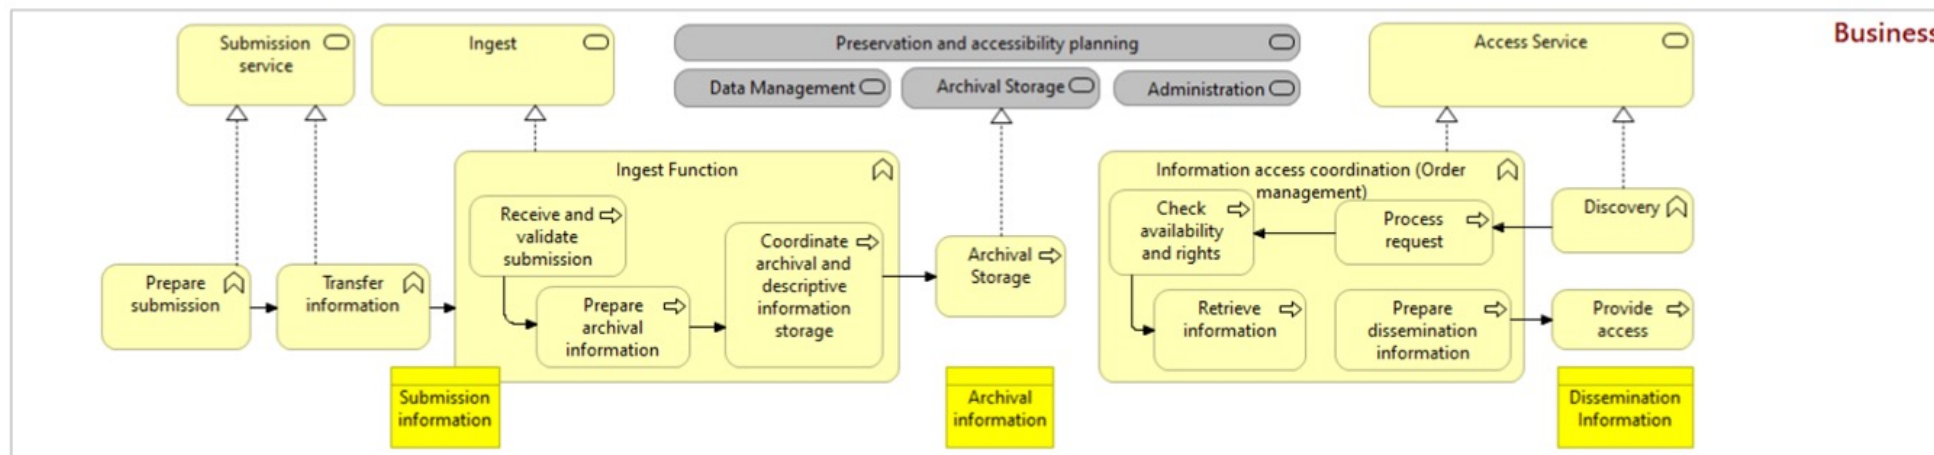 Submission
service
Ingest
Preservation and accessibility planning
Data Management
Archival Storage
Administration
Access Service
Business
Ingest Function
Receive and
validate
submission
Prepare
archival
information
Coordinate
archival and
descriptive
information
storage
Prepare
submission
Transfer
information
Archival
Storage
Information access coordination (Order
management)
Check
availability
and rights
Process
request
Discovery
Retrieve
information
Prepare
dissemination
information
Provide
access
Submission
information
Archival
information
Dissemination
Information